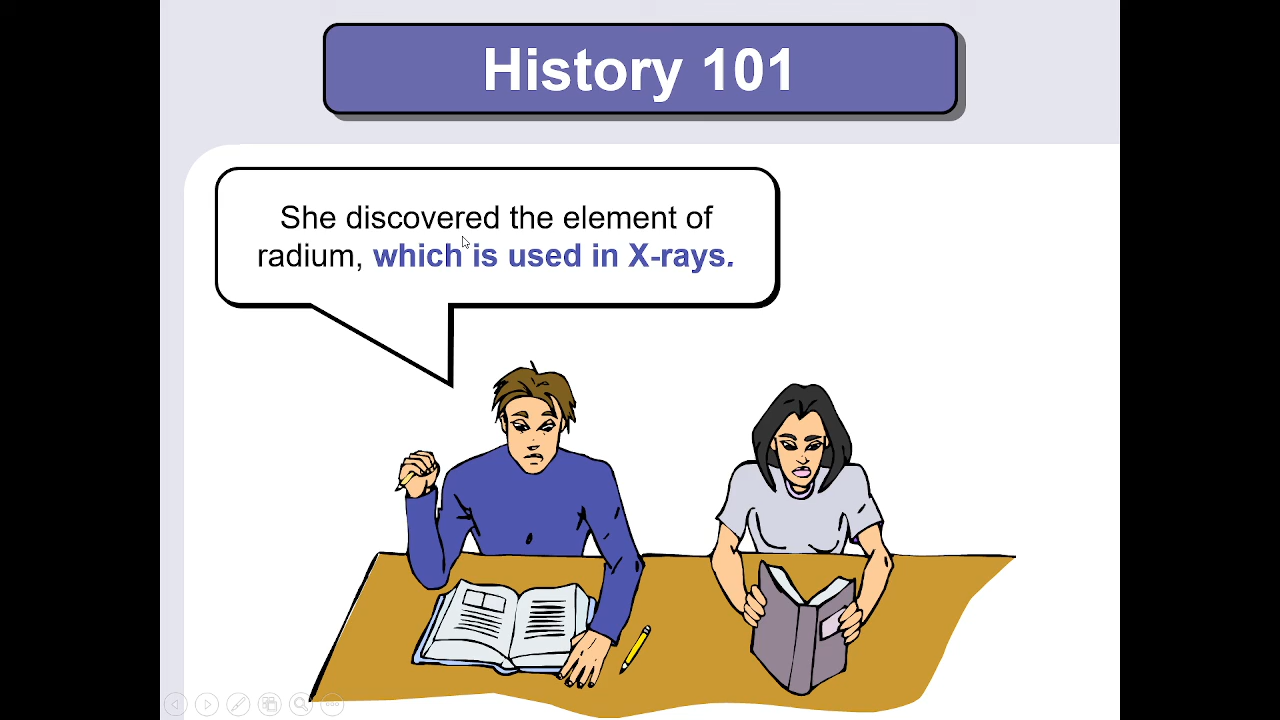 History 101
She discovered the element of
radium, which is used in X-rays.